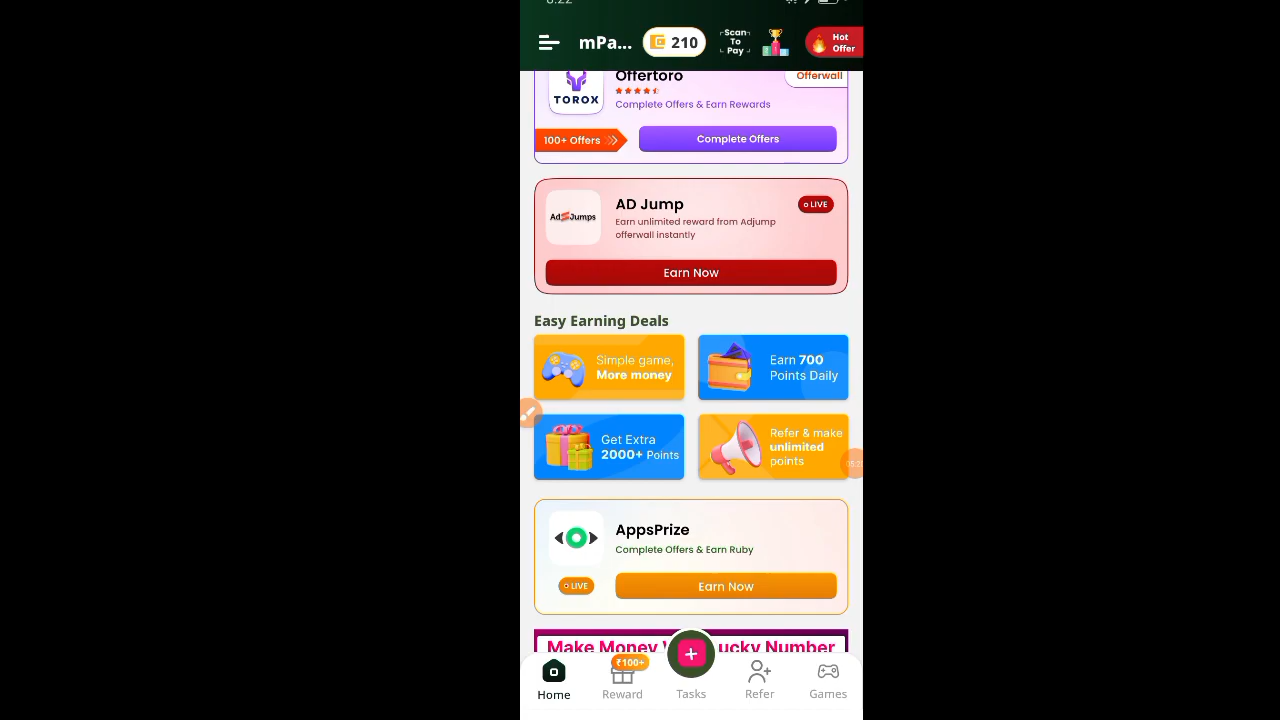 mPa... 210 Scan To Pay Hot Offer
Offertoro
Offerwall
TOROX
Complete Offers & Earn Rewards
100+ Offers
Complete Offers
AD Jump
LIVE
Ad Jumps
Earn unlimited reward from Adjump
offerwall instantly
Earn Now
Easy Earning Deals
Simple game,
More money
Earn 700
Points Daily
Get Extra
2000+ Points
Refer & make
unlimited
points
AppsPrize
Complete Offers & Earn Ruby
LIVE
Earn Now
Make Money
ucky Number
₹100+
Home
Reward
Tasks
Refer
Games